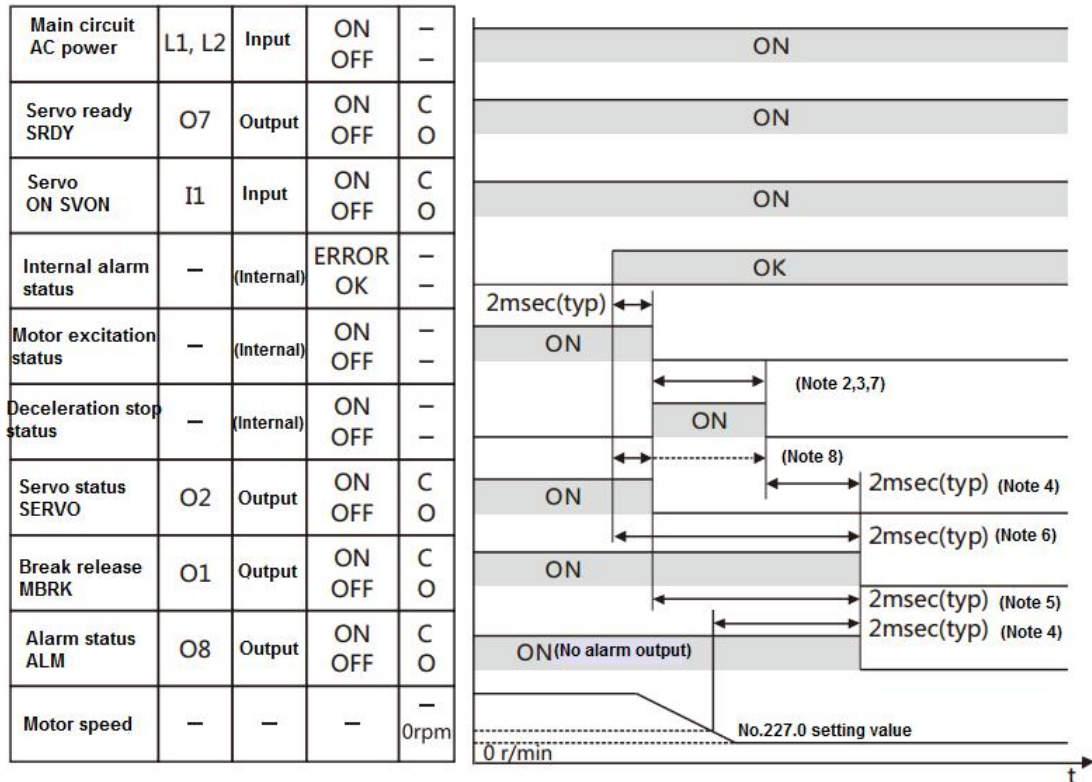 Main circuit
AC power
L1, L2
Input
ON
OFF
–
–
ON
Servo ready
SRDY
O7
Output
ON
OFF
C
O
ON
Servo
ON SVON
I1
Input
ON
OFF
C
O
ON
Internal alarm
status
–
(Internal)
ERROR
OK
–
–
OK
2msec(typ)
Motor excitation
status
–
(Internal)
ON
OFF
–
–
ON
(Note 2,3,7)
Deceleration stop
status
–
(Internal)
ON
OFF
–
–
ON
(Note 8)
Servo status
SERVO
O2
Output
ON
OFF
C
O
ON
2msec(typ) (Note 4)
2msec(typ) (Note 6)
Break release
MBRK
O1
Output
ON
OFF
C
O
ON
2msec(typ) (Note 5)
2msec(typ) (Note 4)
Alarm status
ALM
O8
Output
ON
OFF
C
O
ON(No alarm output)
Motor speed
–
–
–
–
0rpm
No.227.0 setting value
0 r/min
t